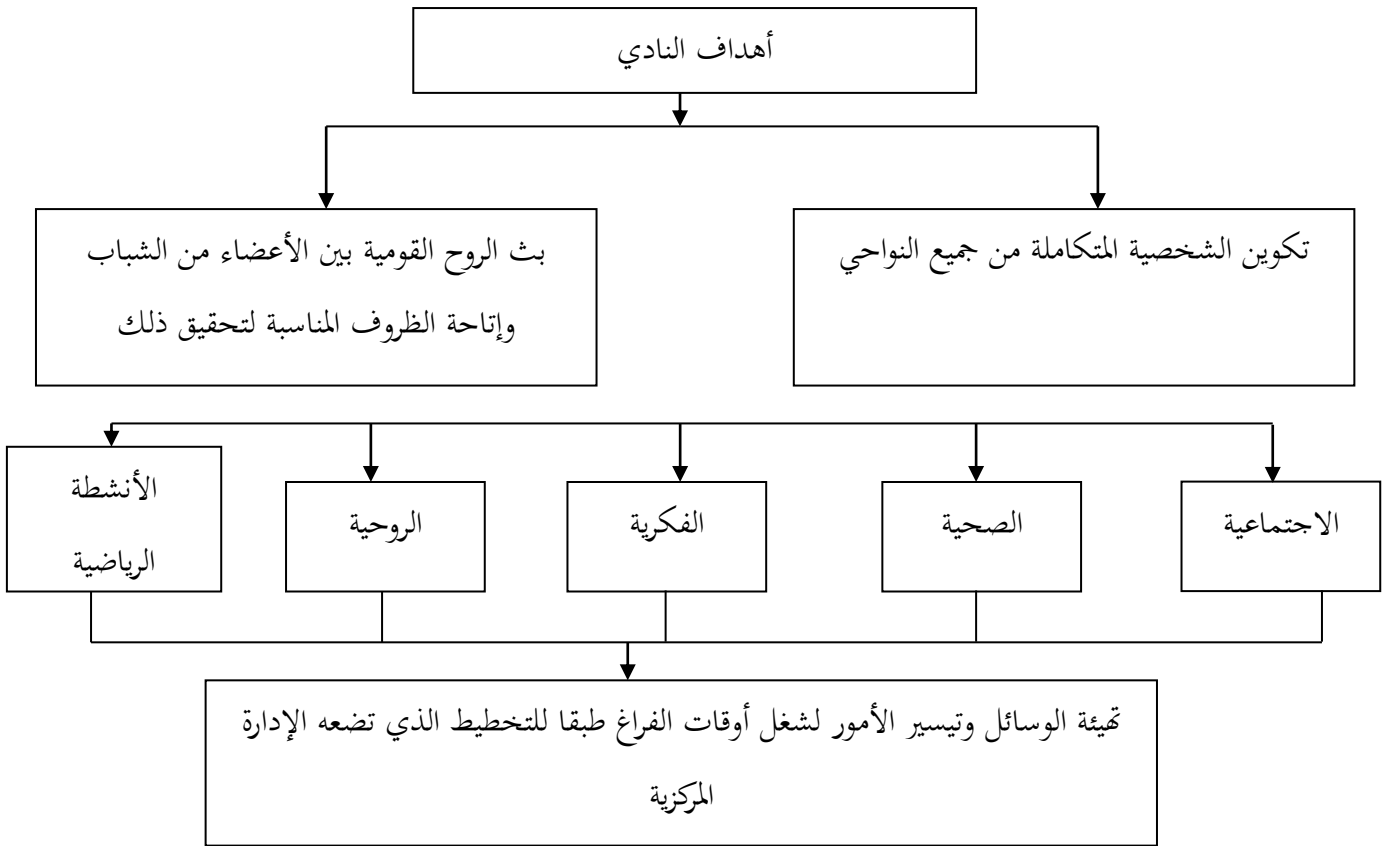 أهداف النادي
تكوين الشخصية المتكاملة من جميع النواحي
بث الروح القومية بين الأعضاء من الشباب
وإتاحة الظروف المناسبة لتحقيق ذلك
الاجتماعية
الصحية
الفكرية
الروحية
الأنشطة
الرياضية
تهيئة الوسائل وتيسير الأمور لشغل أوقات الفراغ طبقا للتخطيط الذي تضعه الإدارة
المركزية